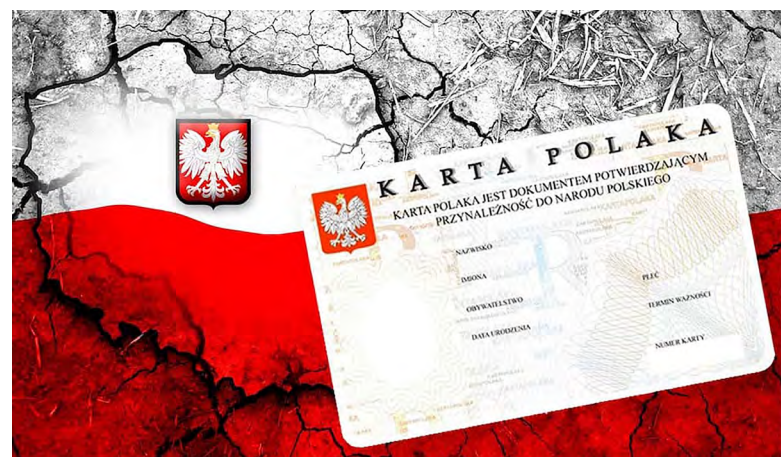 KARTA POLAKA
KARTA POLAKA JEST DOKUMENTEM POTWIERDZAJĄCYM
PRZYNALEŻNOŚĆ DO NARODU POLSKIEGO
NAZWISKO
IMIONA
OBYWATELSTWO
DATA URODZENIA
PŁEĆ
TERMIN WAŻNOŚCI
NUMER KARTY